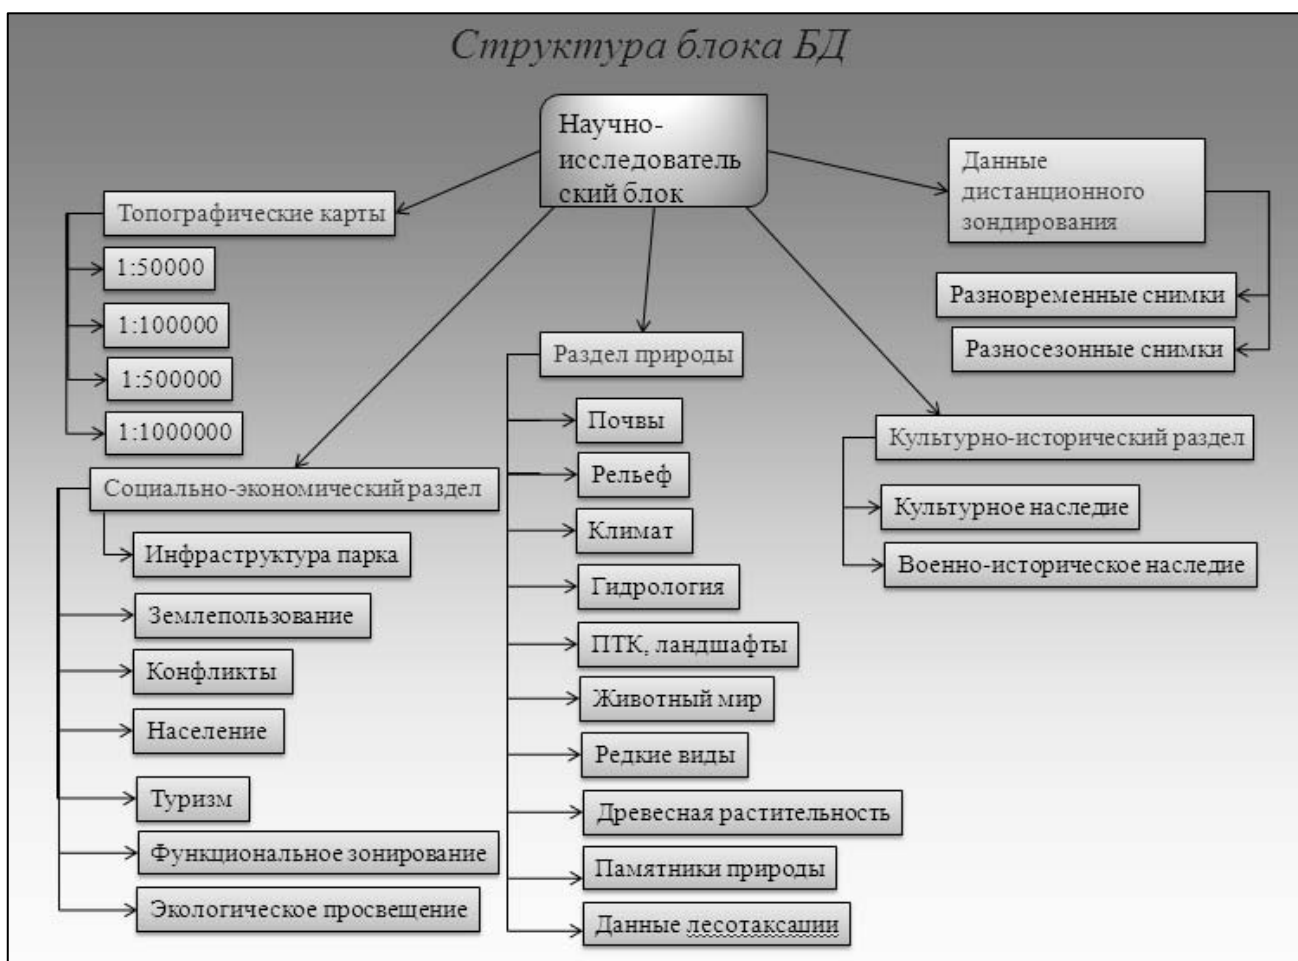 Структура блока БД
Научно-
исследователь
ский блок
Топографические карты
1:50000
1:100000
1:500000
1:1000000
Социально-экономический раздел
Инфраструктура парка
Землепользование
Конфликты
Население
Туризм
Функциональное зонирование
Экологическое просвещение
Раздел природы
Почвы
Рельеф
Климат
Гидрология
ПТК, ландшафты
Животный мир
Редкие виды
Древесная растительность
Памятники природы
Данные лесотаксации
Данные
дистанционного
зондирования
Разновременные снимки
Разносезонные снимки
Культурно-исторический раздел
Культурное наследие
Военно-историческое наследие